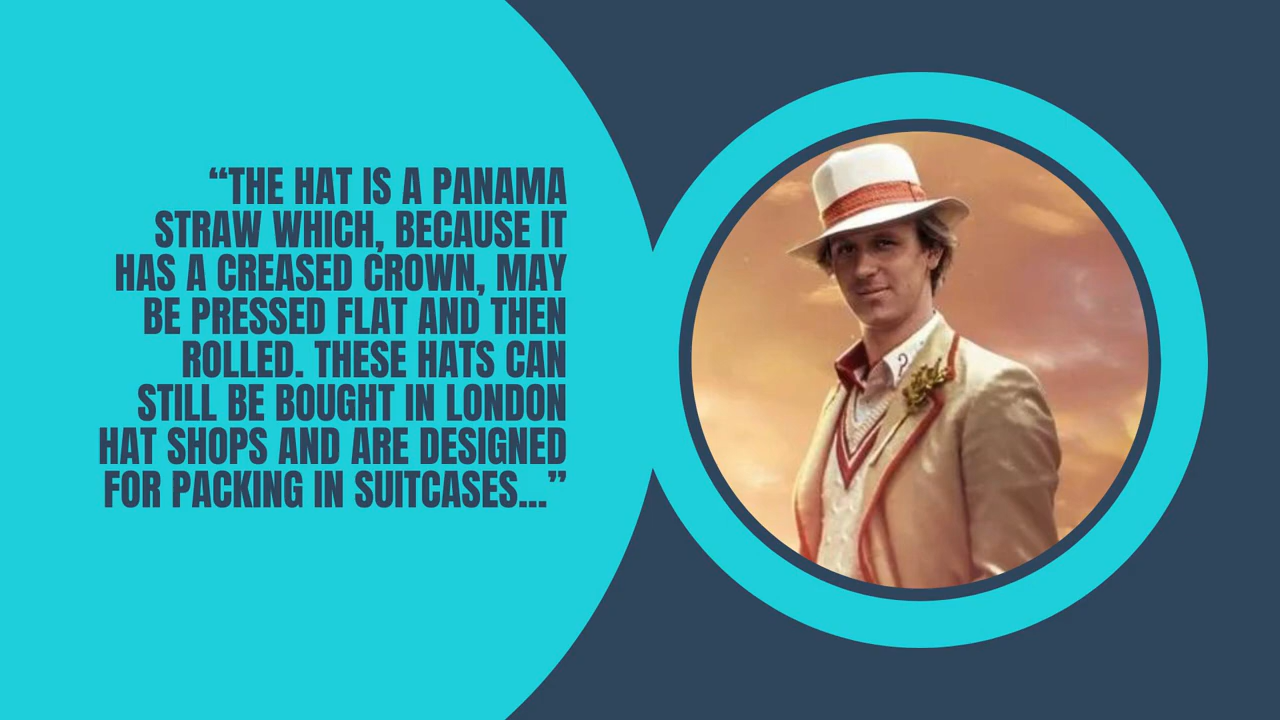 “THE HAT IS A PANAMA
STRAW WHICH, BECAUSE IT
HAS A CREASED CROWN, MAY
BE PRESSED FLAT AND THEN
ROLLED. THESE HATS CAN
STILL BE BOUGHT IN LONDON
HAT SHOPS AND ARE DESIGNED
FOR PACKING IN SUITCASES...”
?